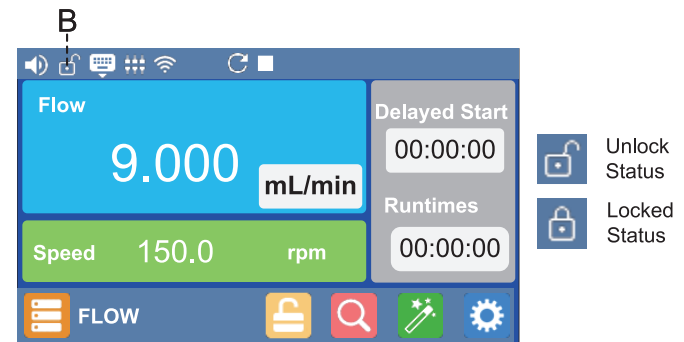 B
Flow
9.000
mL/min
Speed 150.0 rpm
Delayed Start
00:00:00
Runtimes
00:00:00
FLOW
Unlock
Status
Locked
Status